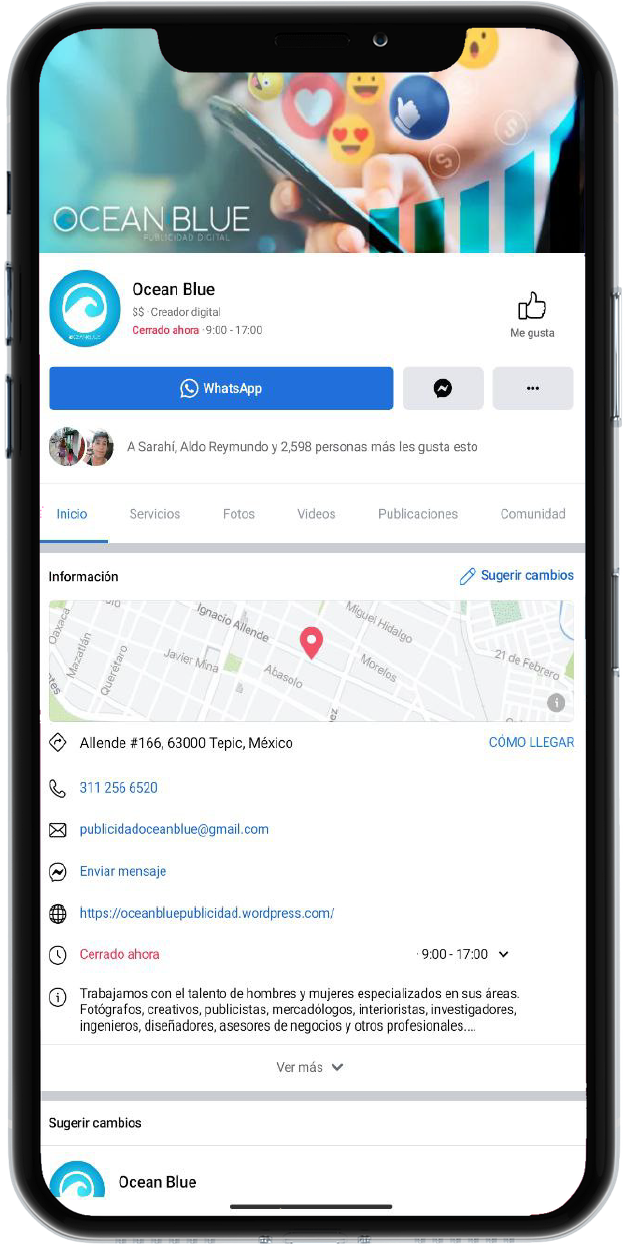 OCEAN BLUE
PUBLICIDAD DIGITAL
Ocean Blue
$$ · Creador digital
Cerrado ahora · 9:00 - 17:00
Me gusta
OCEANBLUE
WhatsApp
A Sarahí, Aldo Reymundo y 2,598 personas más les gusta esto
Inicio
Servicios
Fotos
Videos
Publicaciones
Comunidad
Información
Sugerir cambios
Oaxaca
Mazatlán
Querétaro
Ignacio Allende
Javier Mina
Abasolo
Miguel Hidalgo
Morelos
21 de Febrero
Allende #166, 63000 Tepic, México
CÓMO LLEGAR
311 256 6520
publicidadoceanblue@gmail.com
Enviar mensaje
https://oceanbluepublicidad.wordpress.com/
Cerrado ahora
· 9:00 - 17:00
Trabajamos con el talento de hombres y mujeres especializados en sus áreas.
Fotógrafos, creativos, publicistas, mercadólogos, interioristas, investigadores,
ingenieros, diseñadores, asesores de negocios y otros profesionales....
Ver más
Sugerir cambios
Ocean Blue